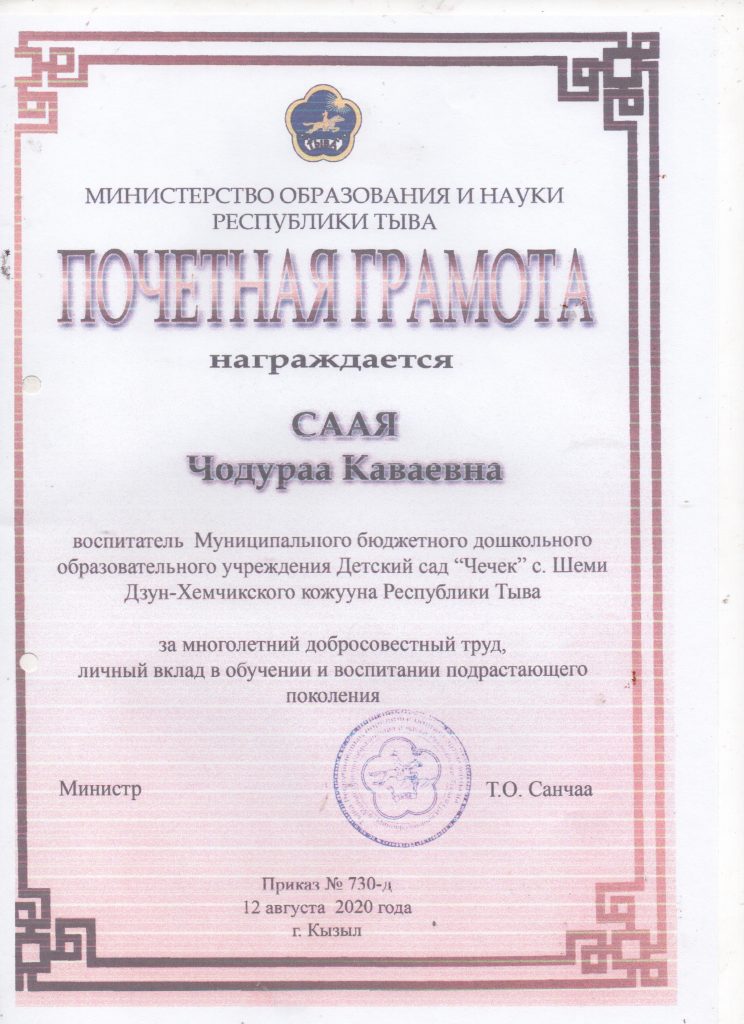 ТЫВА
МИНИСТЕРСТВО ОБРАЗОВАНИЯ И НАУКИ
РЕСПУБЛИКИ ТЫВА
ПОЧЕТНАЯ ГРАМОТА
награждается
СААЯ
Чодураа Каваевна
воспитатель Муниципального бюджетного дошкольного
образовательного учреждения Детский сад “Чечек” с. Шеми
Дзун-Хемчикского кожууна Республики Тыва
за многолетний добросовестный труд,
личный вклад в обучении и воспитании подрастающего
поколения
Министр
Т.О. Санчаа
Приказ № 730-д
12 августа 2020 года
г. Кызыл